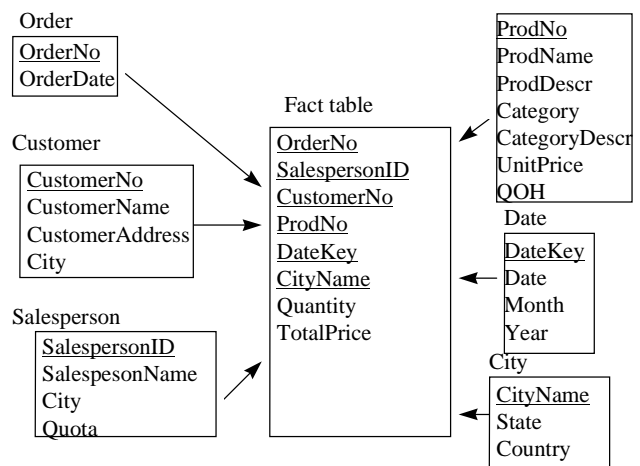 Order
OrderNo
OrderDate
Customer
CustomerNo
CustomerName
CustomerAddress
City
Salesperson
SalespersonID
SalespesonName
City
Quota
Fact table
OrderNo
SalespersonID
CustomerNo
ProdNo
DateKey
CityName
Quantity
TotalPrice
ProdNo
ProdName
ProdDescr
Category
CategoryDescr
UnitPrice
QOH
Date
DateKey
Date
Month
Year
City
CityName
State
Country